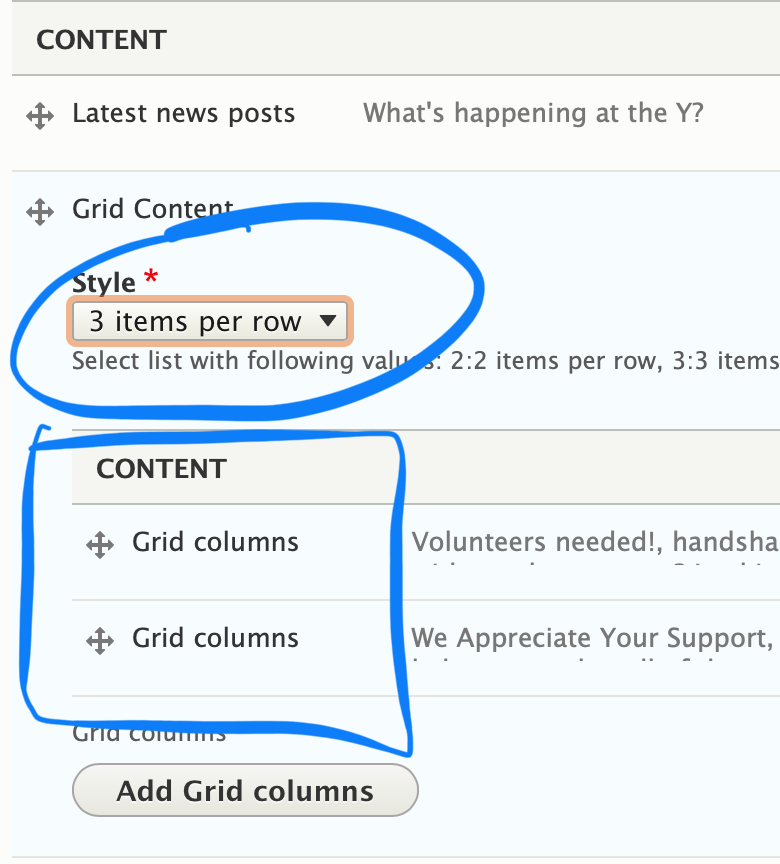 CONTENT
Latest news posts What's happening at the Y?
Grid Content
Style *
3 items per row
Select list with following values: 2:2 items per row, 3:3 items
CONTENT
Grid columns Volunteers needed!, handsha
Grid columns We Appreciate Your Support,
Grid columns
Add Grid columns